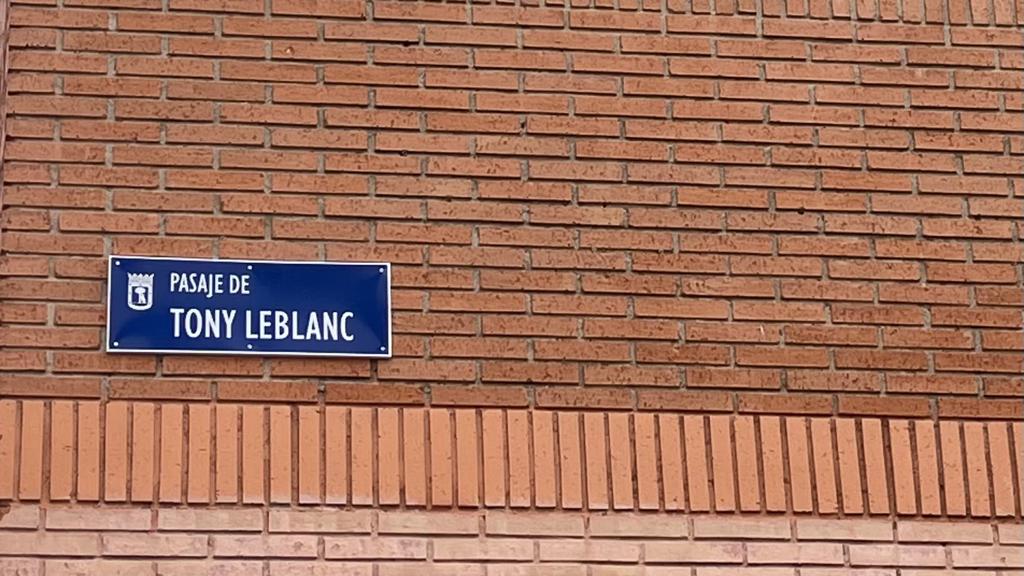 PASAJE DE
TONY LEBLANC